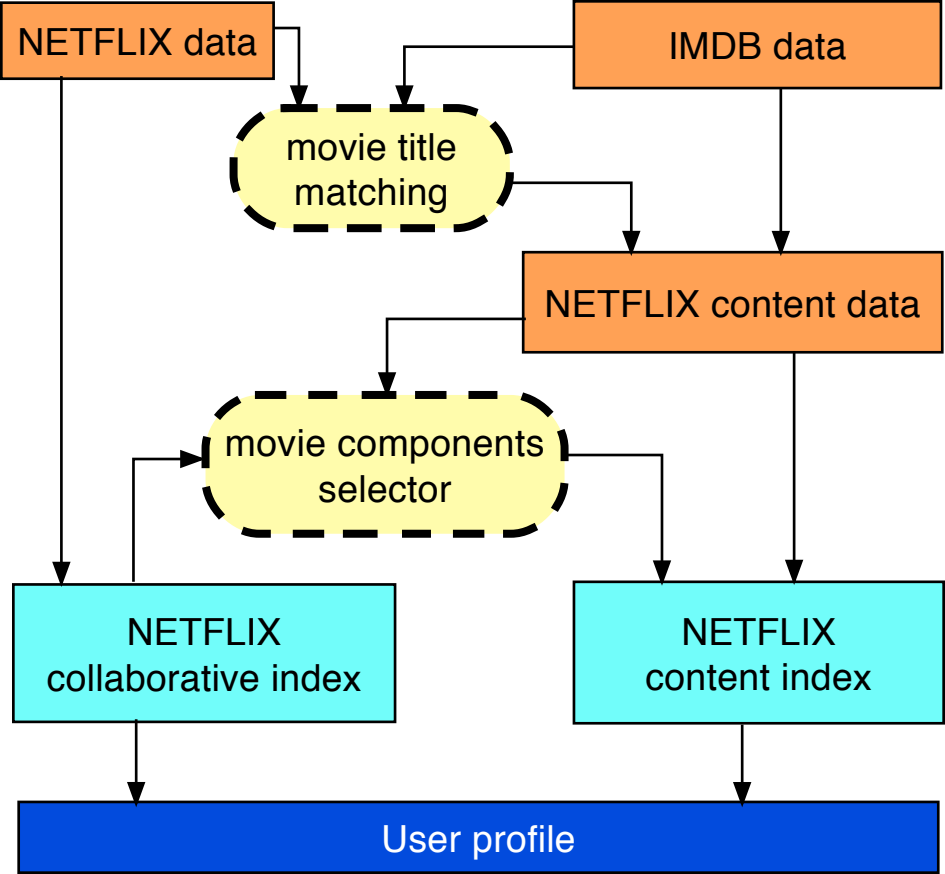 NETFLIX data
IMDB data
movie title
matching
NETFLIX content data
movie components
selector
NETFLIX
collaborative index
NETFLIX
content index
User profile